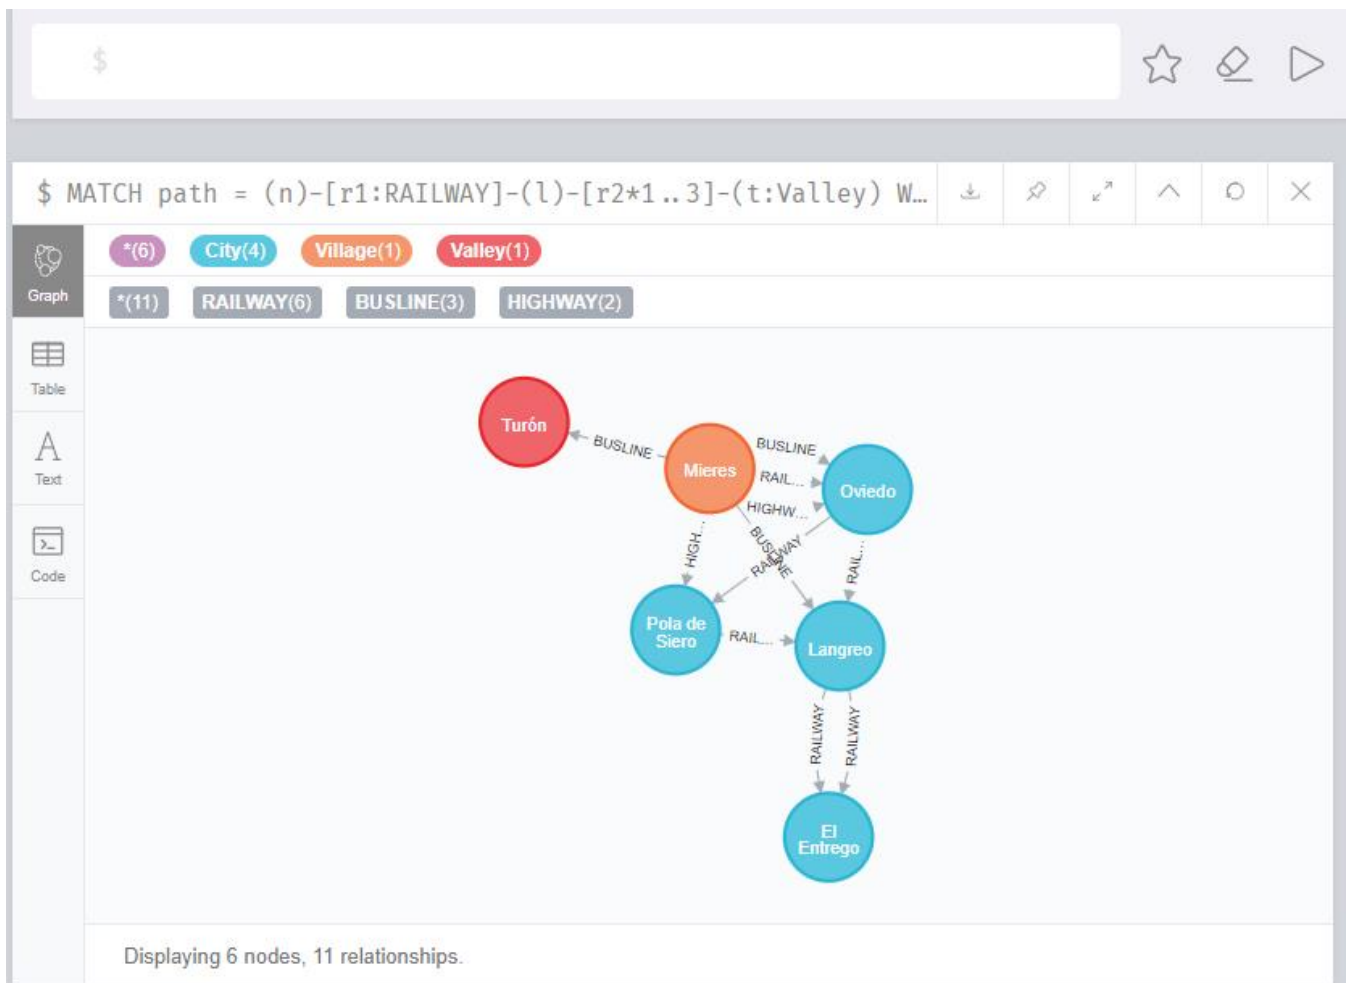 $
$ MATCH path = (n)-[r1:RAILWAY]-(l)-[r2*1..3]-(t:Valley) W…
*(6) City(4) Village(1) Valley(1)
Graph
*(11) RAILWAY(6) BUSLINE(3) HIGHWAY(2)
Table
A
Text
Code
Turón
BUSLINE
Mieres
BUSLINE
RAIL...
HIGHW...
Oviedo
HIGH...
BUSLINE
RAILWAY
RAIL...
Pola de
Siero
RAIL...
Langreo
RAILWAY
RAILWAY
El
Entrego
Displaying 6 nodes, 11 relationships.